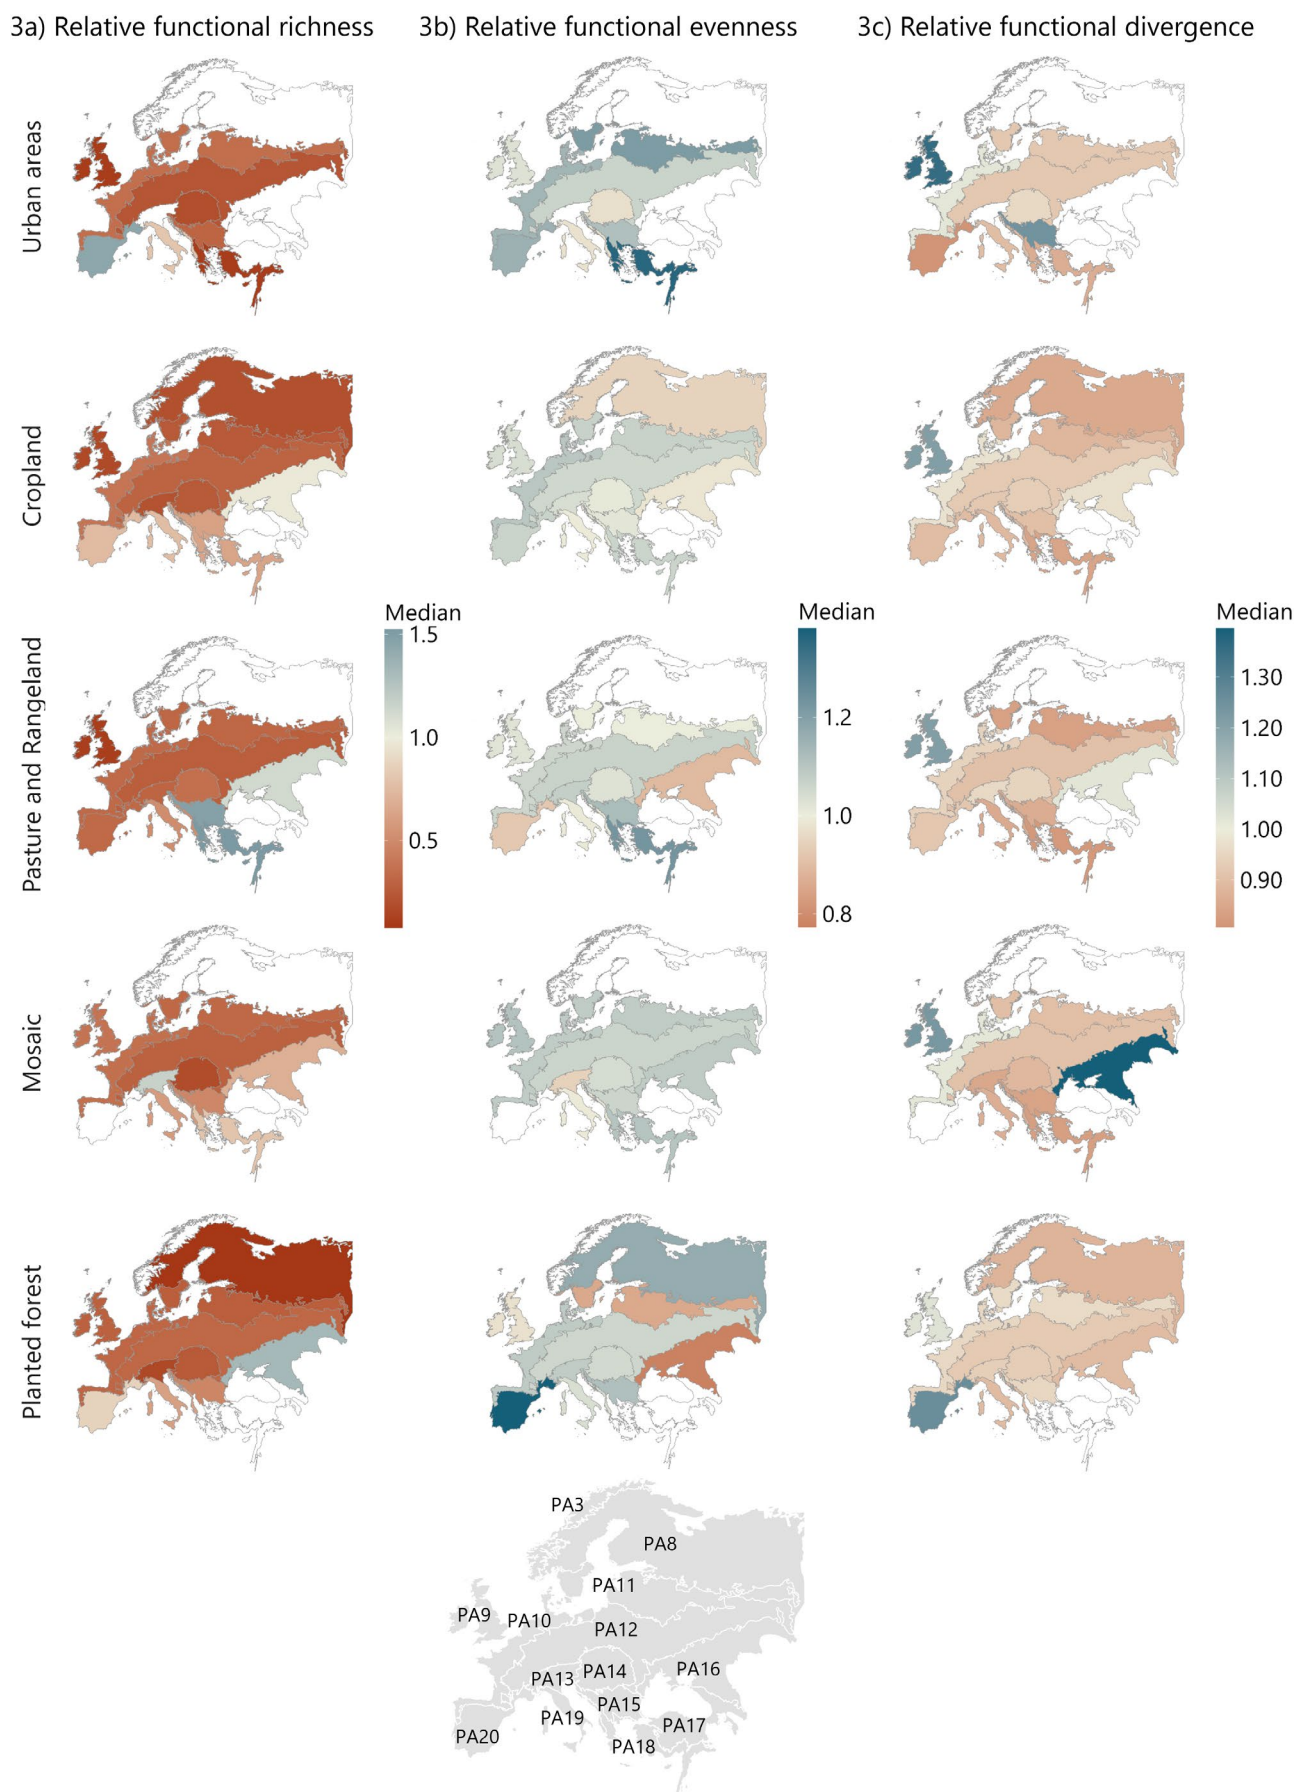 3a) Relative functional richness
3b) Relative functional evenness
3c) Relative functional divergence
Urban areas
Cropland
Pasture and Rangeland
Median
1.5
1.0
0.5
Median
1.2
1.0
0.8
Median
1.30
1.20
1.10
1.00
0.90
Mosaic
Planted forest
PA3
PA8
PA11
PA9
PA10
PA12
PA13
PA14
PA16
PA15
PA19
PA17
PA20
PA18